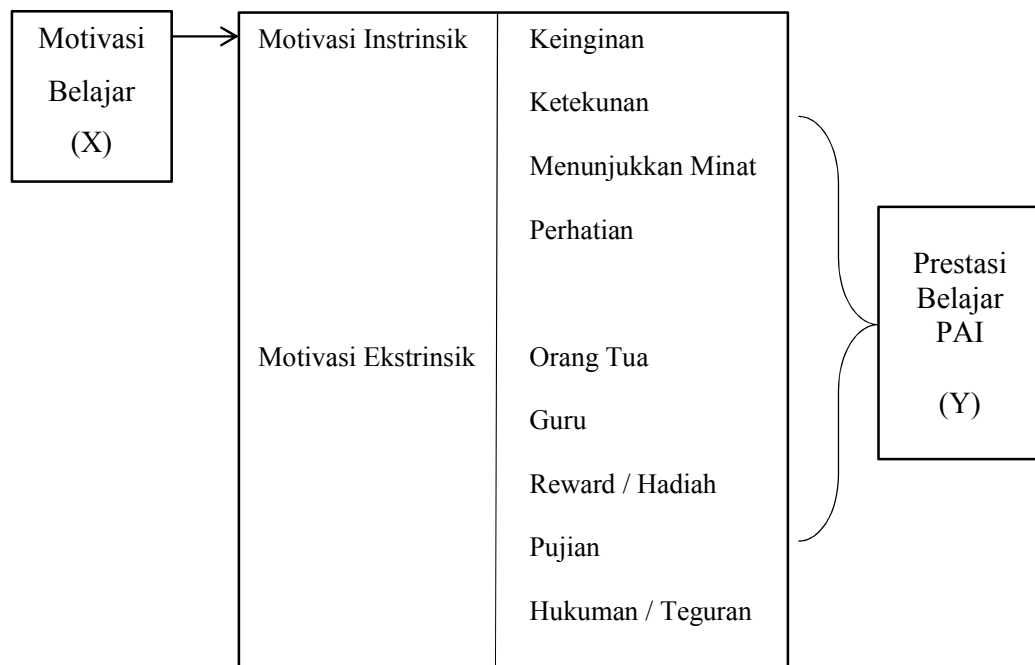 Motivasi
Belajar
(X)
Motivasi Instrinsik
Keinginan
Ketekunan
Menunjukkan Minat
Perhatian
Motivasi Ekstrinsik
Orang Tua
Guru
Reward / Hadiah
Pujian
Hukuman / Teguran
Prestasi
Belajar
PAI
(Y)